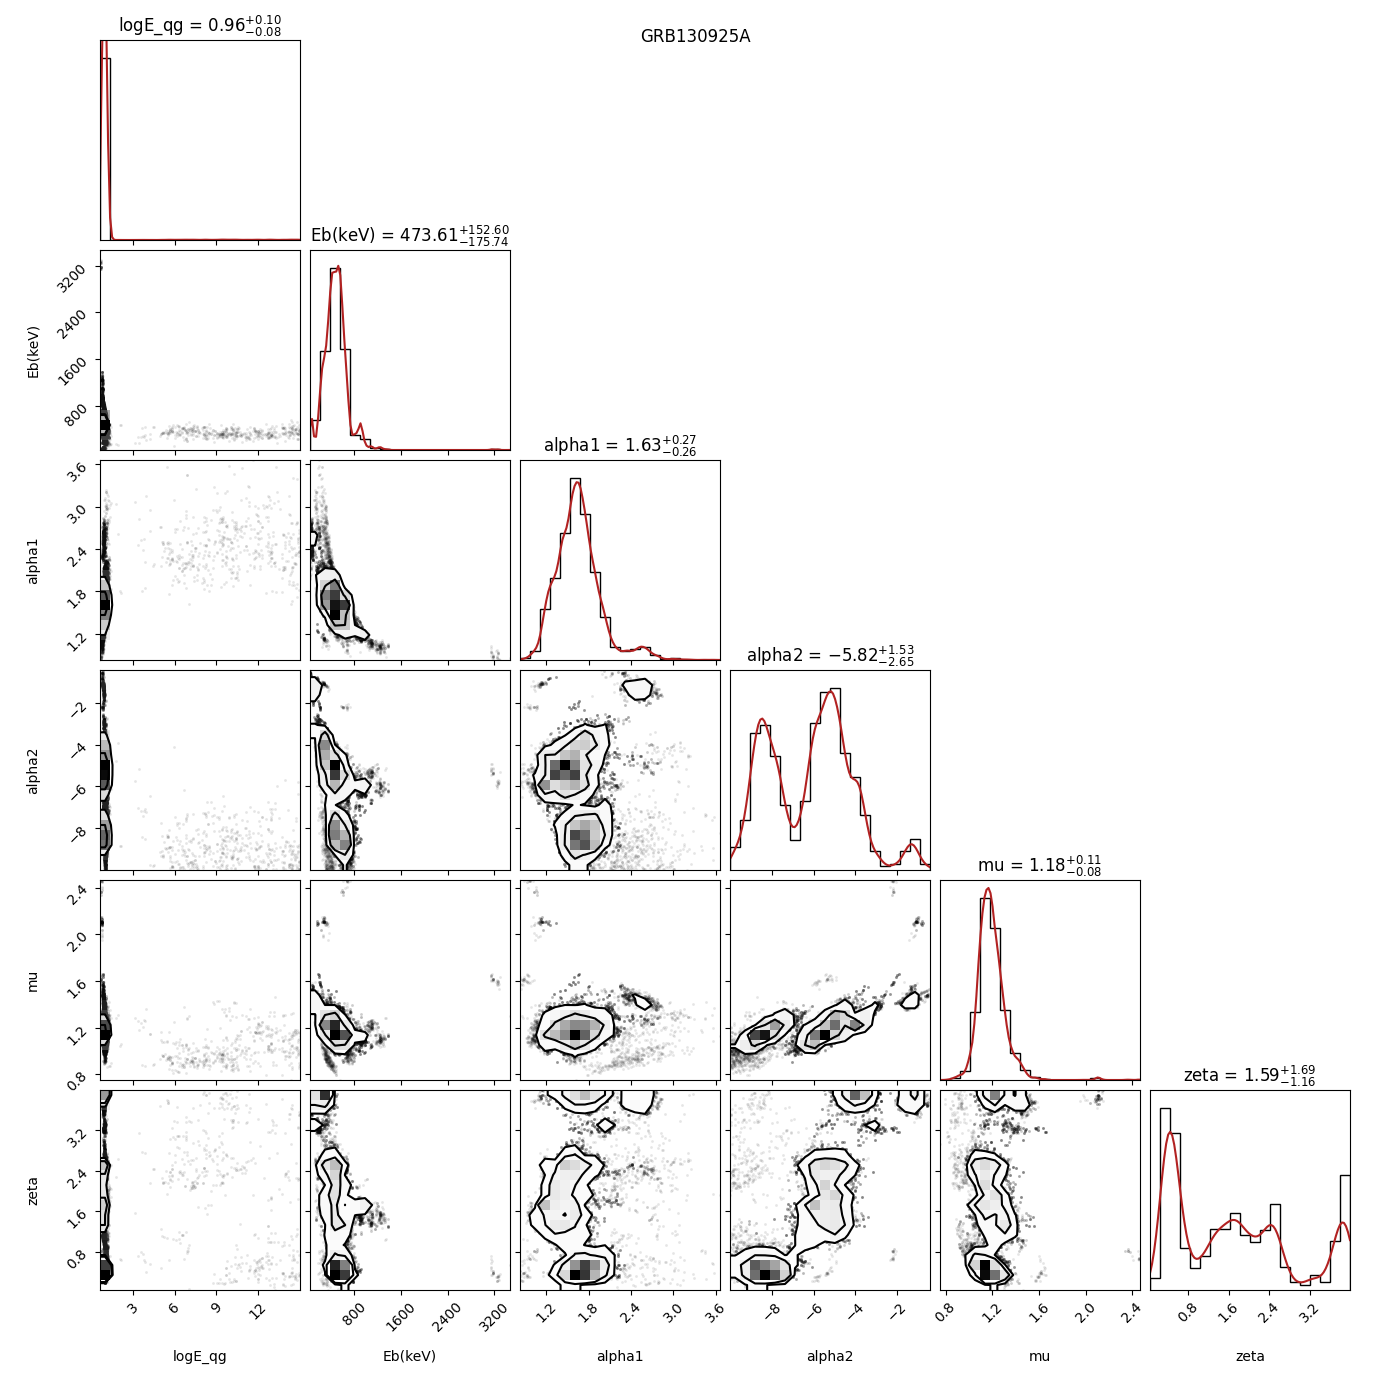 GRB130925A
logE_qg = 0.96+0.10−0.08
Eb(keV) = 473.61+152.60−175.74
3200
2400
1600
800
Eb(keV)
alpha1 = 1.63+0.27−0.26
3.6
3.0
2.4
1.8
1.2
alpha1
alpha2 = −5.82+1.53−2.65
−2
−4
−6
−8
alpha2
mu = 1.18+0.11−0.08
2.4
2.0
1.6
1.2
0.8
mu
zeta = 1.59+1.69−1.16
3.2
2.4
1.6
0.8
zeta
3 6 9 12
800 1600 2400 3200
1.2 1.8 2.4 3.0 3.6
−8 −6 −4 −2
0.8 1.2 1.6 2.0 2.4
0.8 1.6 2.4 3.2
logE_qg Eb(keV) alpha1 alpha2 mu zeta